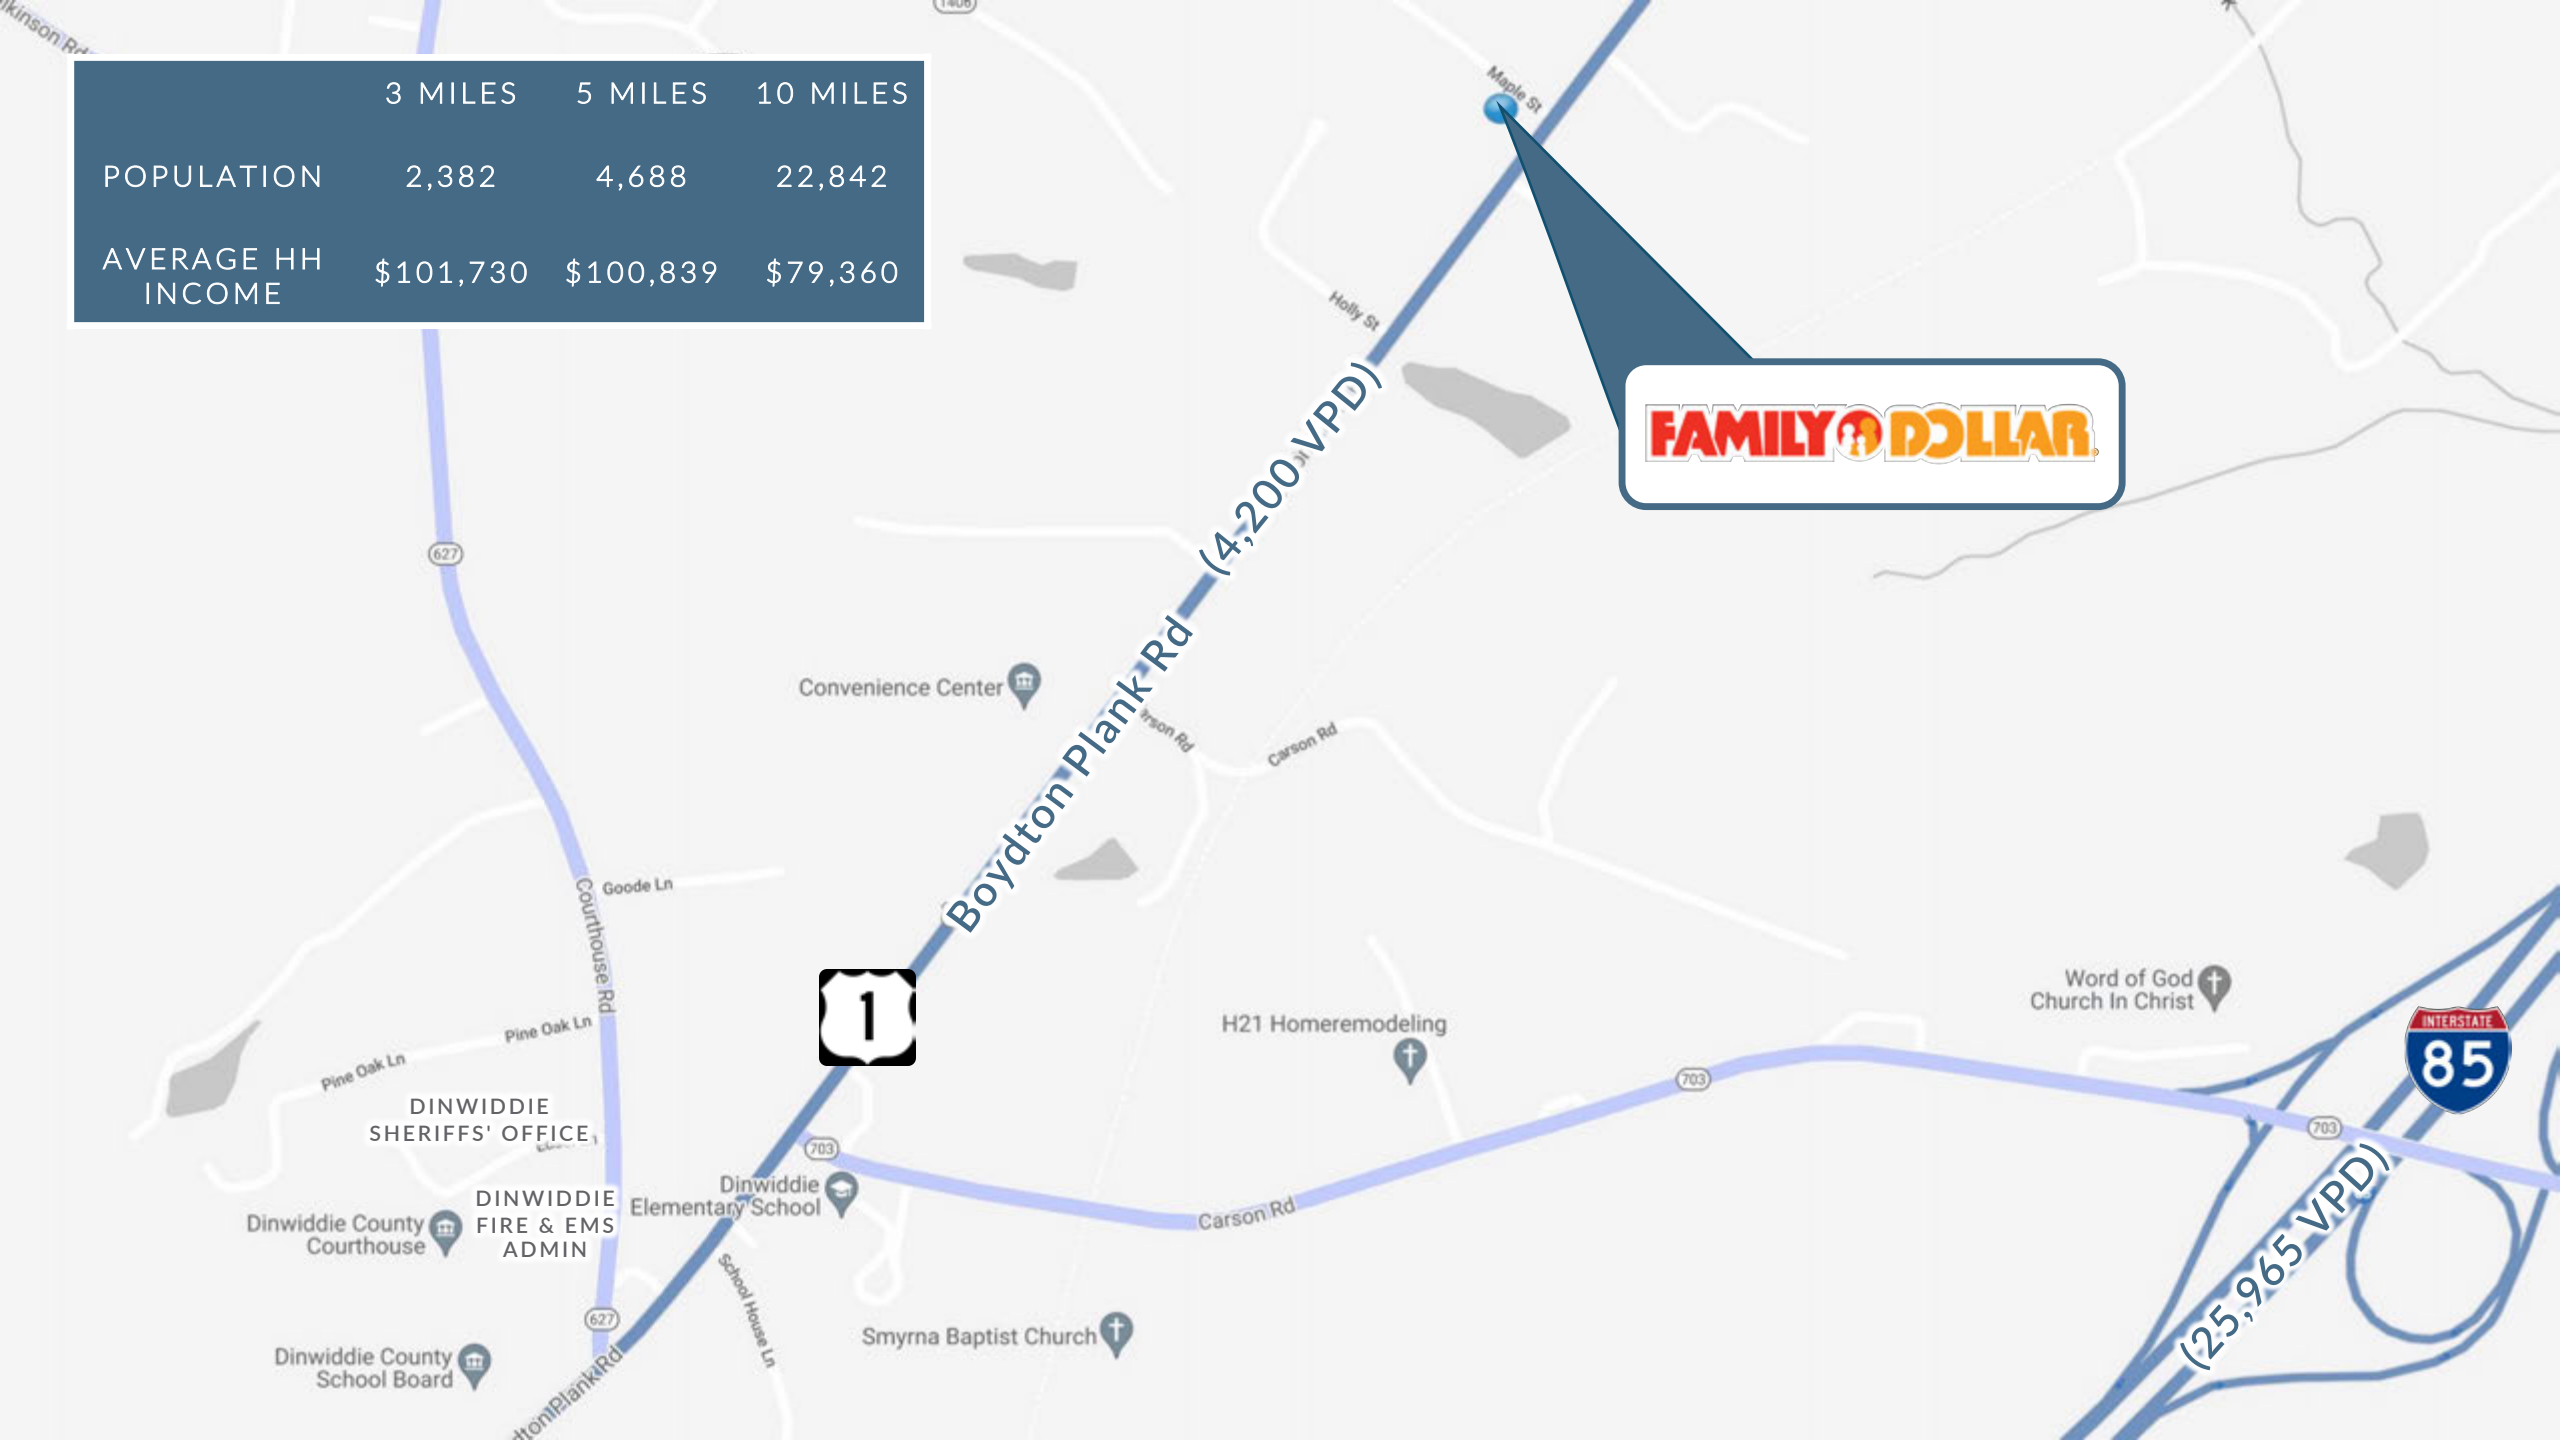 1406
Maple St
3 MILES 5 MILES 10 MILES
POPULATION 2,382 4,688 22,842
AVERAGE HH
INCOME $101,730 $100,839 $79,360
Holly St
FAMILY DOLLAR
(4,200 VPD)
627
Boydton Plank Rd
Convenience Center
Carson Rd
Goode Ln
Courthouse Rd
1
Word of God
Church In Christ
INTERSTATE
85
Pine Oak Ln
Pine Oak Ln
H21 Homeremodeling
703
DINWIDDIE
SHERIFFS' OFFICE
703
703
Dinwiddie
Elementary School
DINWIDDIE
FIRE & EMS
ADMIN
Dinwiddie County
Courthouse
Carson Rd
(25,965 VPD)
School House Ln
627
Smyrna Baptist Church
Dinwiddie County
School Board
Plank Rd